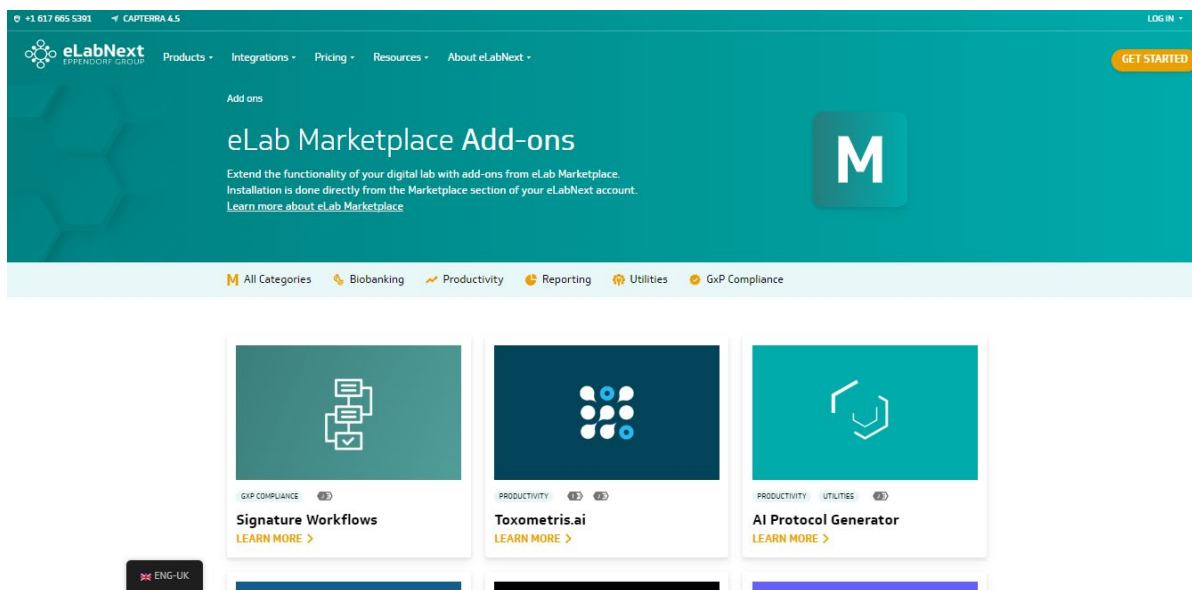 +1 617 665 5391 CAPTERRA 4.5 LOG IN
eLabNext
EPPENDORF GROUP
Products Integrations Pricing Resources About eLabNext
GET STARTED
Add ons
eLab Marketplace Add-ons
M
Extend the functionality of your digital lab with add-ons from eLab Marketplace.
Installation is done directly from the Marketplace section of your eLabNext account.
Learn more about eLab Marketplace
M All Categories Biobanking Productivity Reporting Utilities GxP Compliance
GXP COMPLIANCE
Signature Workflows
LEARN MORE
PRODUCTIVITY
Toxometris.ai
LEARN MORE
PRODUCTIVITY UTILITIES
AI Protocol Generator
LEARN MORE
ENG-UK